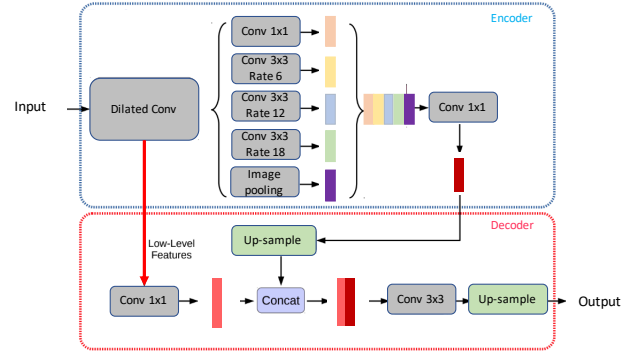 Encoder
Conv 1x1
Conv 3x3
Rate 6
Input
Dilated Conv
Conv 3x3
Rate 12
Conv 1x1
Conv 3x3
Rate 18
Image
pooling
Decoder
Low-Level
Features
Up-sample
Conv 1x1
Concat
Conv 3x3
Up-sample
Output